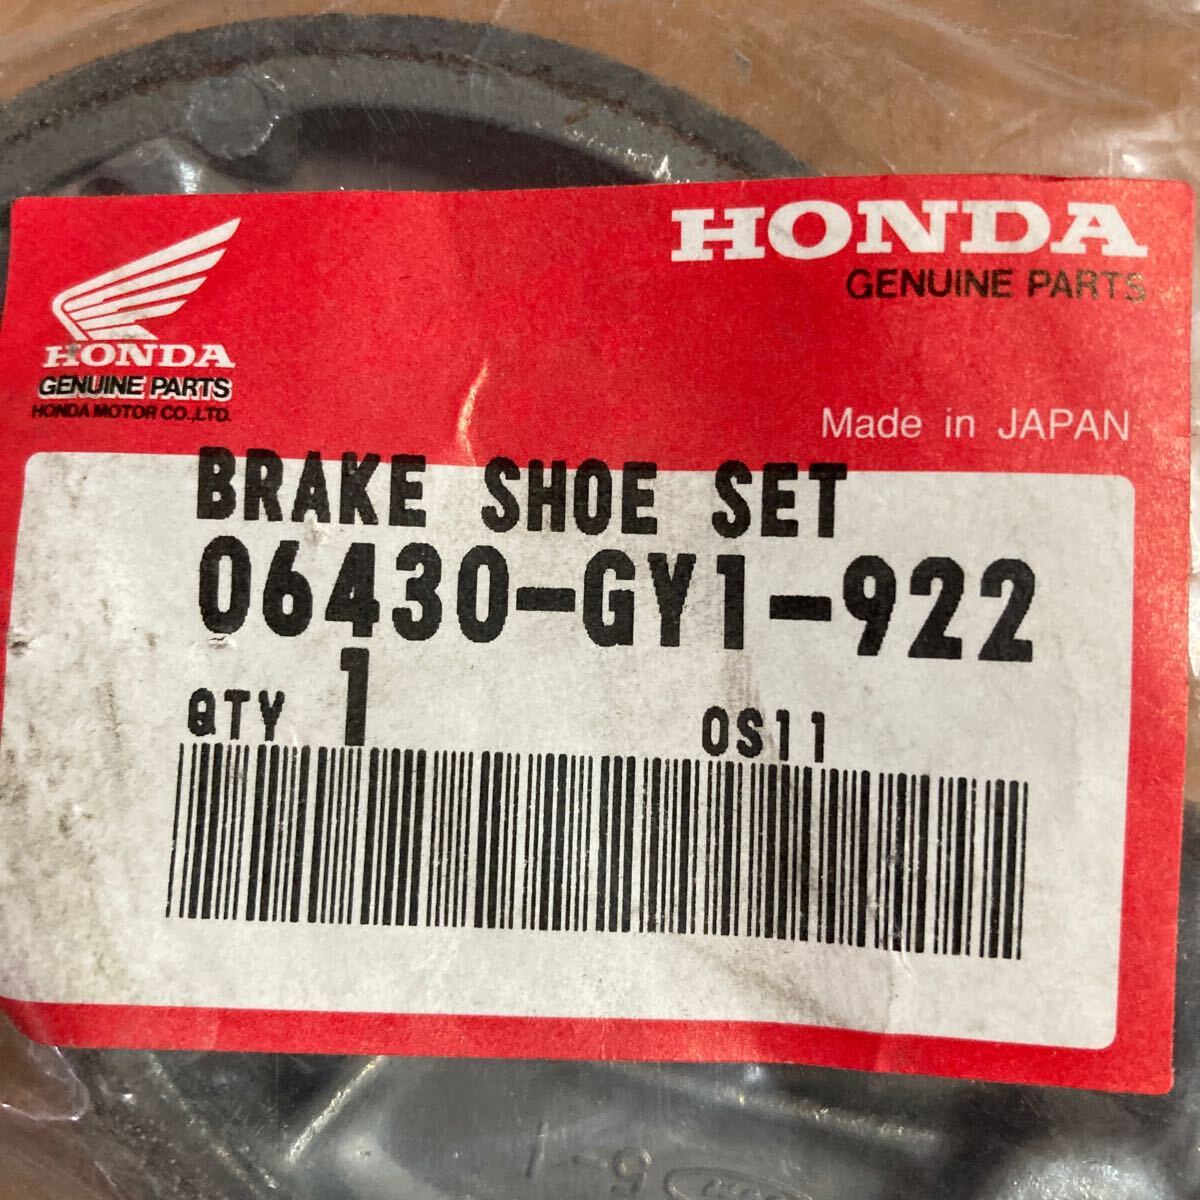 HONDA
GENUINE PARTS
HONDA MOTOR CO.,LTD.
HONDA
GENUINE PARTS
Made in JAPAN
BRAKE SHOE SET
06430-GY1-922
QTY 1 OS11